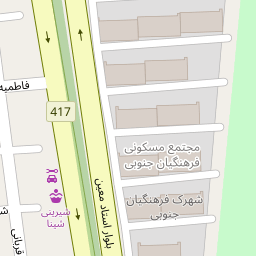 فاطمیه
417
مجتمع مسکونی
فرهنگیان جنوبی
شهرک فرهنگیان
جنوبی
شیرینی
شینا
بلوار استاد معین